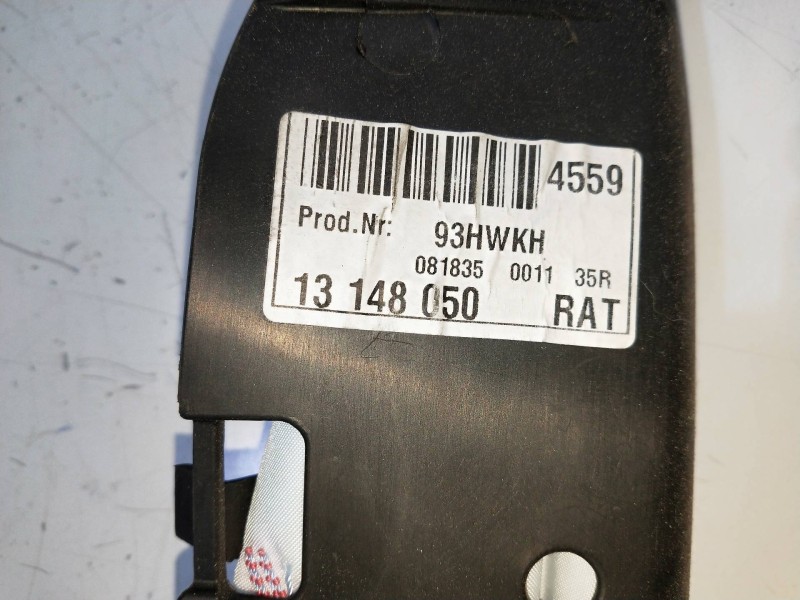 4559
Prod.Nr: 93HWKH
081835 0011 35R
13 148 050 RAT